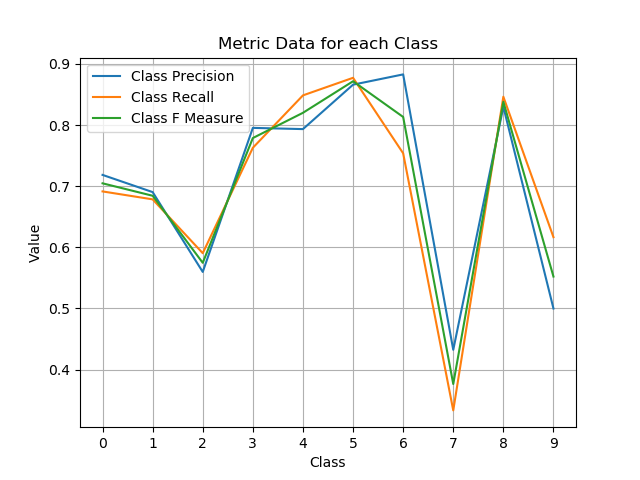 Metric Data for each Class
Class Precision
Class Recall
Class F Measure
0.9
0.8
0.7
0.6
0.5
0.4
Value
0 1 2 3 4 5 6 7 8 9
Class